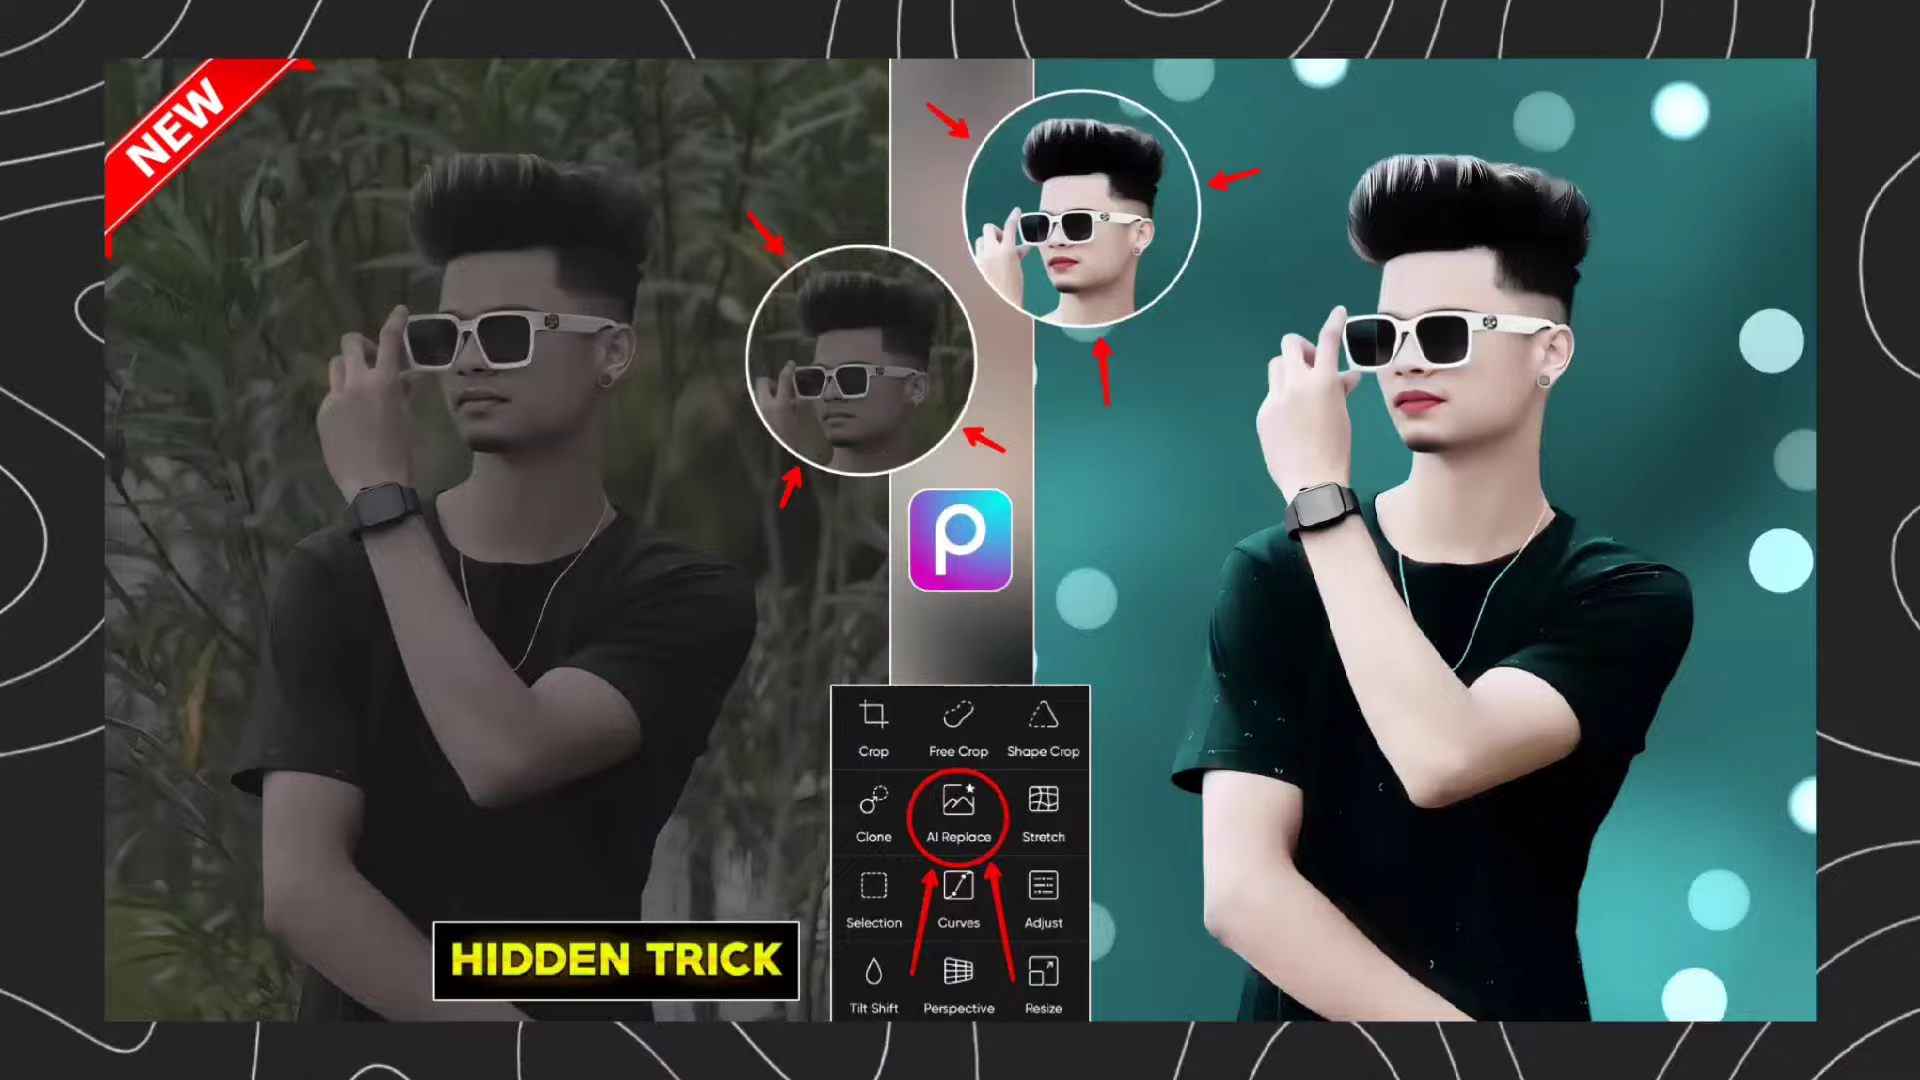 NEW
Crop
Free Crop
Shape Crop
Clone
AI Replace
Stretch
Selection
Curves
Adjust
Tilt Shift
Perspective
Resize
HIDDEN TRICK